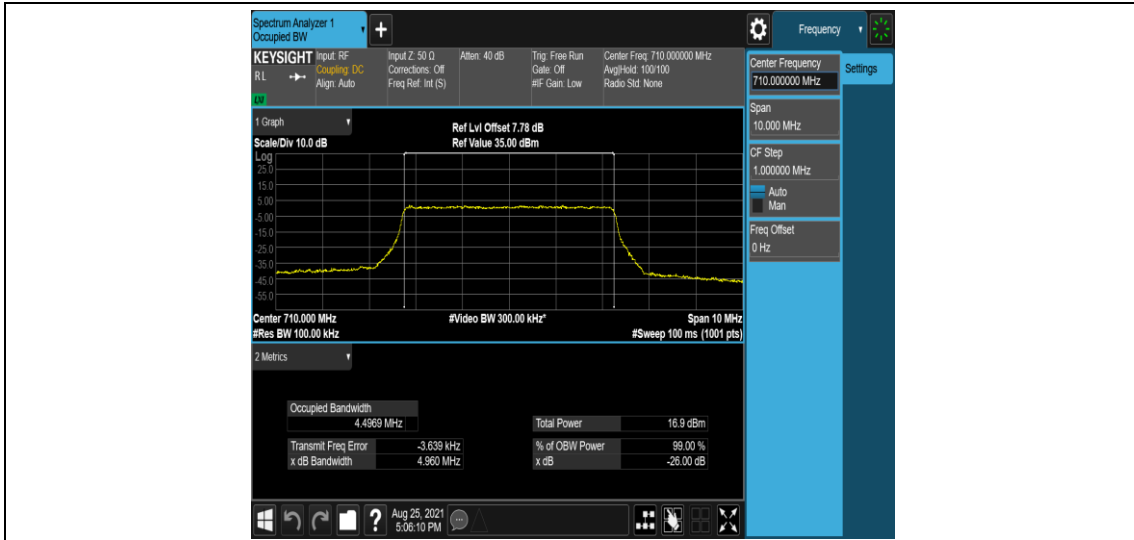 Spectrum Analyzer 1
Occupied BW
+
Frequency
KEYSIGHT
RL
Input: RF
Coupling: DC
Align: Auto
Input Z: 50 Ω
Corrections: Off
Freq Ref: Int (S)
Atten: 40 dB
Trig: Free Run
Gate: Off
#IF Gain: Low
Center Freq: 710.000000 MHz
Avg|Hold: 100/100
Radio Std: None
Center Frequency
710.000000 MHz
Settings
Span
10.000 MHz
CF Step
1.000000 MHz
Auto
Man
Freq Offset
0 Hz
1 Graph
Ref Lvl Offset 7.78 dB
Scale/Div 10.0 dB
Ref Value 35.00 dBm
Log
25.0
15.0
5.00
-5.00
-15.0
-25.0
-35.0
-45.0
-55.0
Center 710.000 MHz
#Video BW 300.00 kHz*
Span 10 MHz
#Res BW 100.00 kHz
#Sweep 100 ms (1001 pts)
2 Metrics
Occupied Bandwidth
4.4969 MHz
Total Power 16.9 dBm
Transmit Freq Error -3.639 kHz
% of OBW Power 99.00 %
x dB Bandwidth 4.960 MHz
x dB -26.00 dB
?
Aug 25, 2021
5:06:10 PM